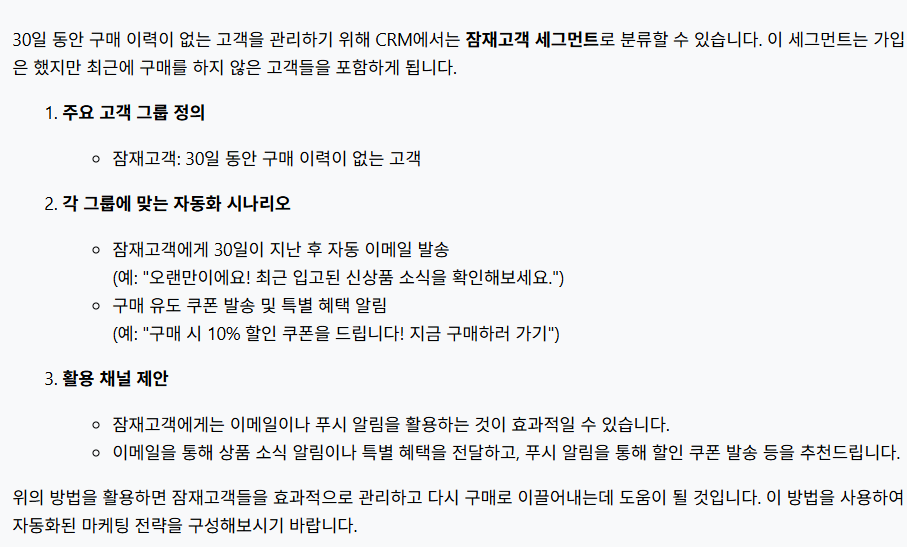 30일 동안 구매 이력이 없는 고객을 관리하기 위해 CRM에서는 잠재고객 세그먼트로 분류할 수 있습니다. 이 세그먼트는 가입
은 했지만 최근에 구매를 하지 않은 고객들을 포함하게 됩니다.
1. 주요 고객 그룹 정의
○ 잠재고객: 30일 동안 구매 이력이 없는 고객
2. 각 그룹에 맞는 자동화 시나리오
○ 잠재고객에게 30일이 지난 후 자동 이메일 발송
(예: "오랜만이에요! 최근 입고된 신상품 소식을 확인해보세요.")
○ 구매 유도 쿠폰 발송 및 특별 혜택 알림
(예: "구매 시 10% 할인 쿠폰을 드립니다! 지금 구매하러 가기")
3. 활용 채널 제안
○ 잠재고객에게는 이메일이나 푸시 알림을 활용하는 것이 효과적일 수 있습니다.
○ 이메일을 통해 상품 소식 알림이나 특별 혜택을 전달하고, 푸시 알림을 통해 할인 쿠폰 발송 등을 추천드립니다.
위의 방법을 활용하면 잠재고객들을 효과적으로 관리하고 다시 구매로 이끌어내는데 도움이 될 것입니다. 이 방법을 사용하여
자동화된 마케팅 전략을 구성해보시기 바랍니다.